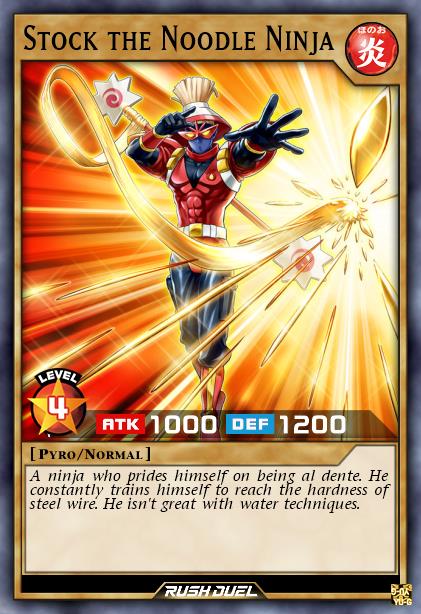 STOCK THE NOODLE NINJA
ほのお
炎
LEVEL
4
ATK 1000 DEF 1200
[ PYRO/NORMAL ]
A ninja who prides himself on being al dente. He
constantly trains himself to reach the hardness of
steel wire. He isn't great with water techniques.
RUSH DUEL